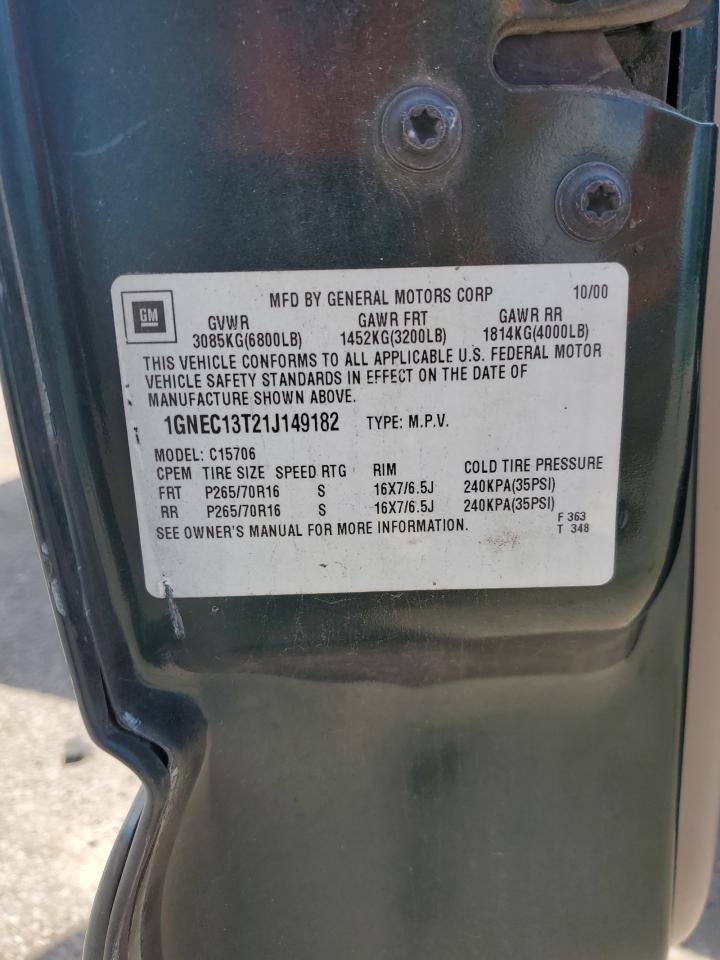 GM
MFD BY GENERAL MOTORS CORP 10/00
GVWR GAWR FRT GAWR RR
3085KG(6800LB) 1452KG(3200LB) 1814KG(4000LB)
THIS VEHICLE CONFORMS TO ALL APPLICABLE U.S. FEDERAL MOTOR
VEHICLE SAFETY STANDARDS IN EFFECT ON THE DATE OF
MANUFACTURE SHOWN ABOVE.
1GNEC13T21J149182 TYPE: M.P.V.
MODEL: C15706
CPEM TIRE SIZE SPEED RTG RIM COLD TIRE PRESSURE
FRT P265/70R16 S 16X7/6.5J 240KPA(35PSI)
RR P265/70R16 S 16X7/6.5J 240KPA(35PSI)
SEE OWNER'S MANUAL FOR MORE INFORMATION. F 363
T 348